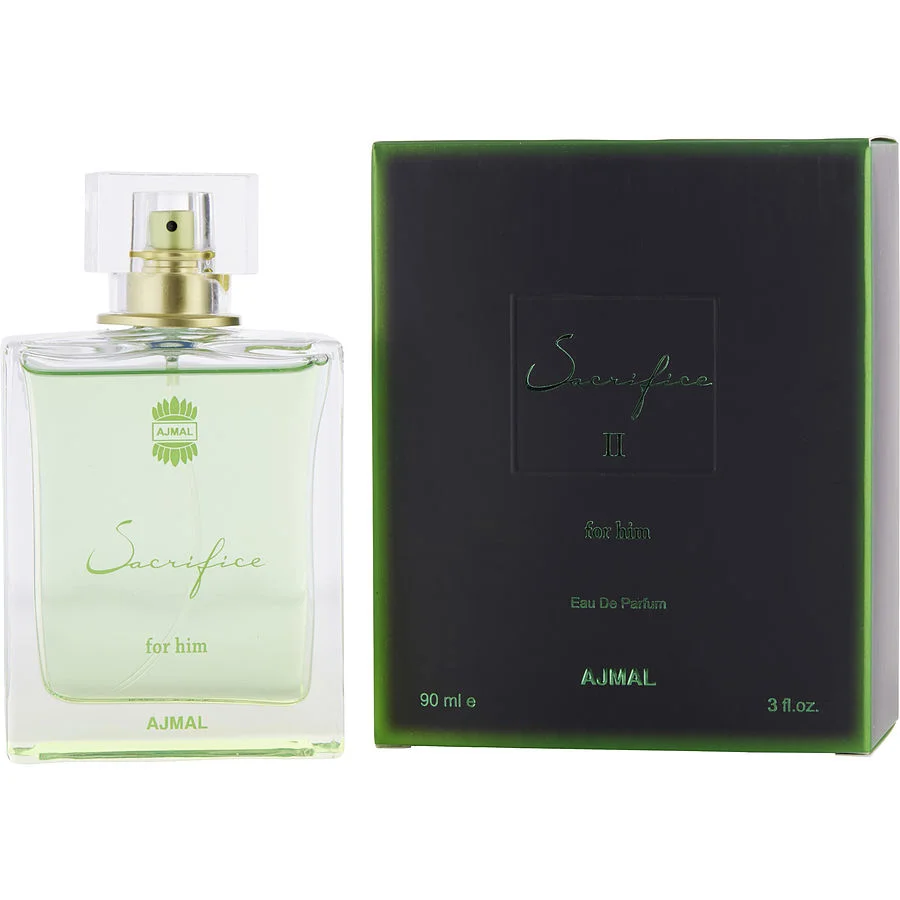 AJMAL
Sacrifice
for him
AJMAL
Sacrifice
II
for him
Eau De Parfum
AJMAL
90 ml e
3 fl.oz.